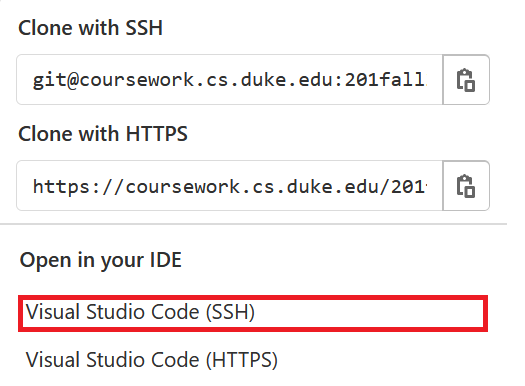 Clone with SSH
git@coursework.cs.duke.edu:201fall
Clone with HTTPS
https://coursework.cs.duke.edu/201
Open in your IDE
Visual Studio Code (SSH)
Visual Studio Code (HTTPS)